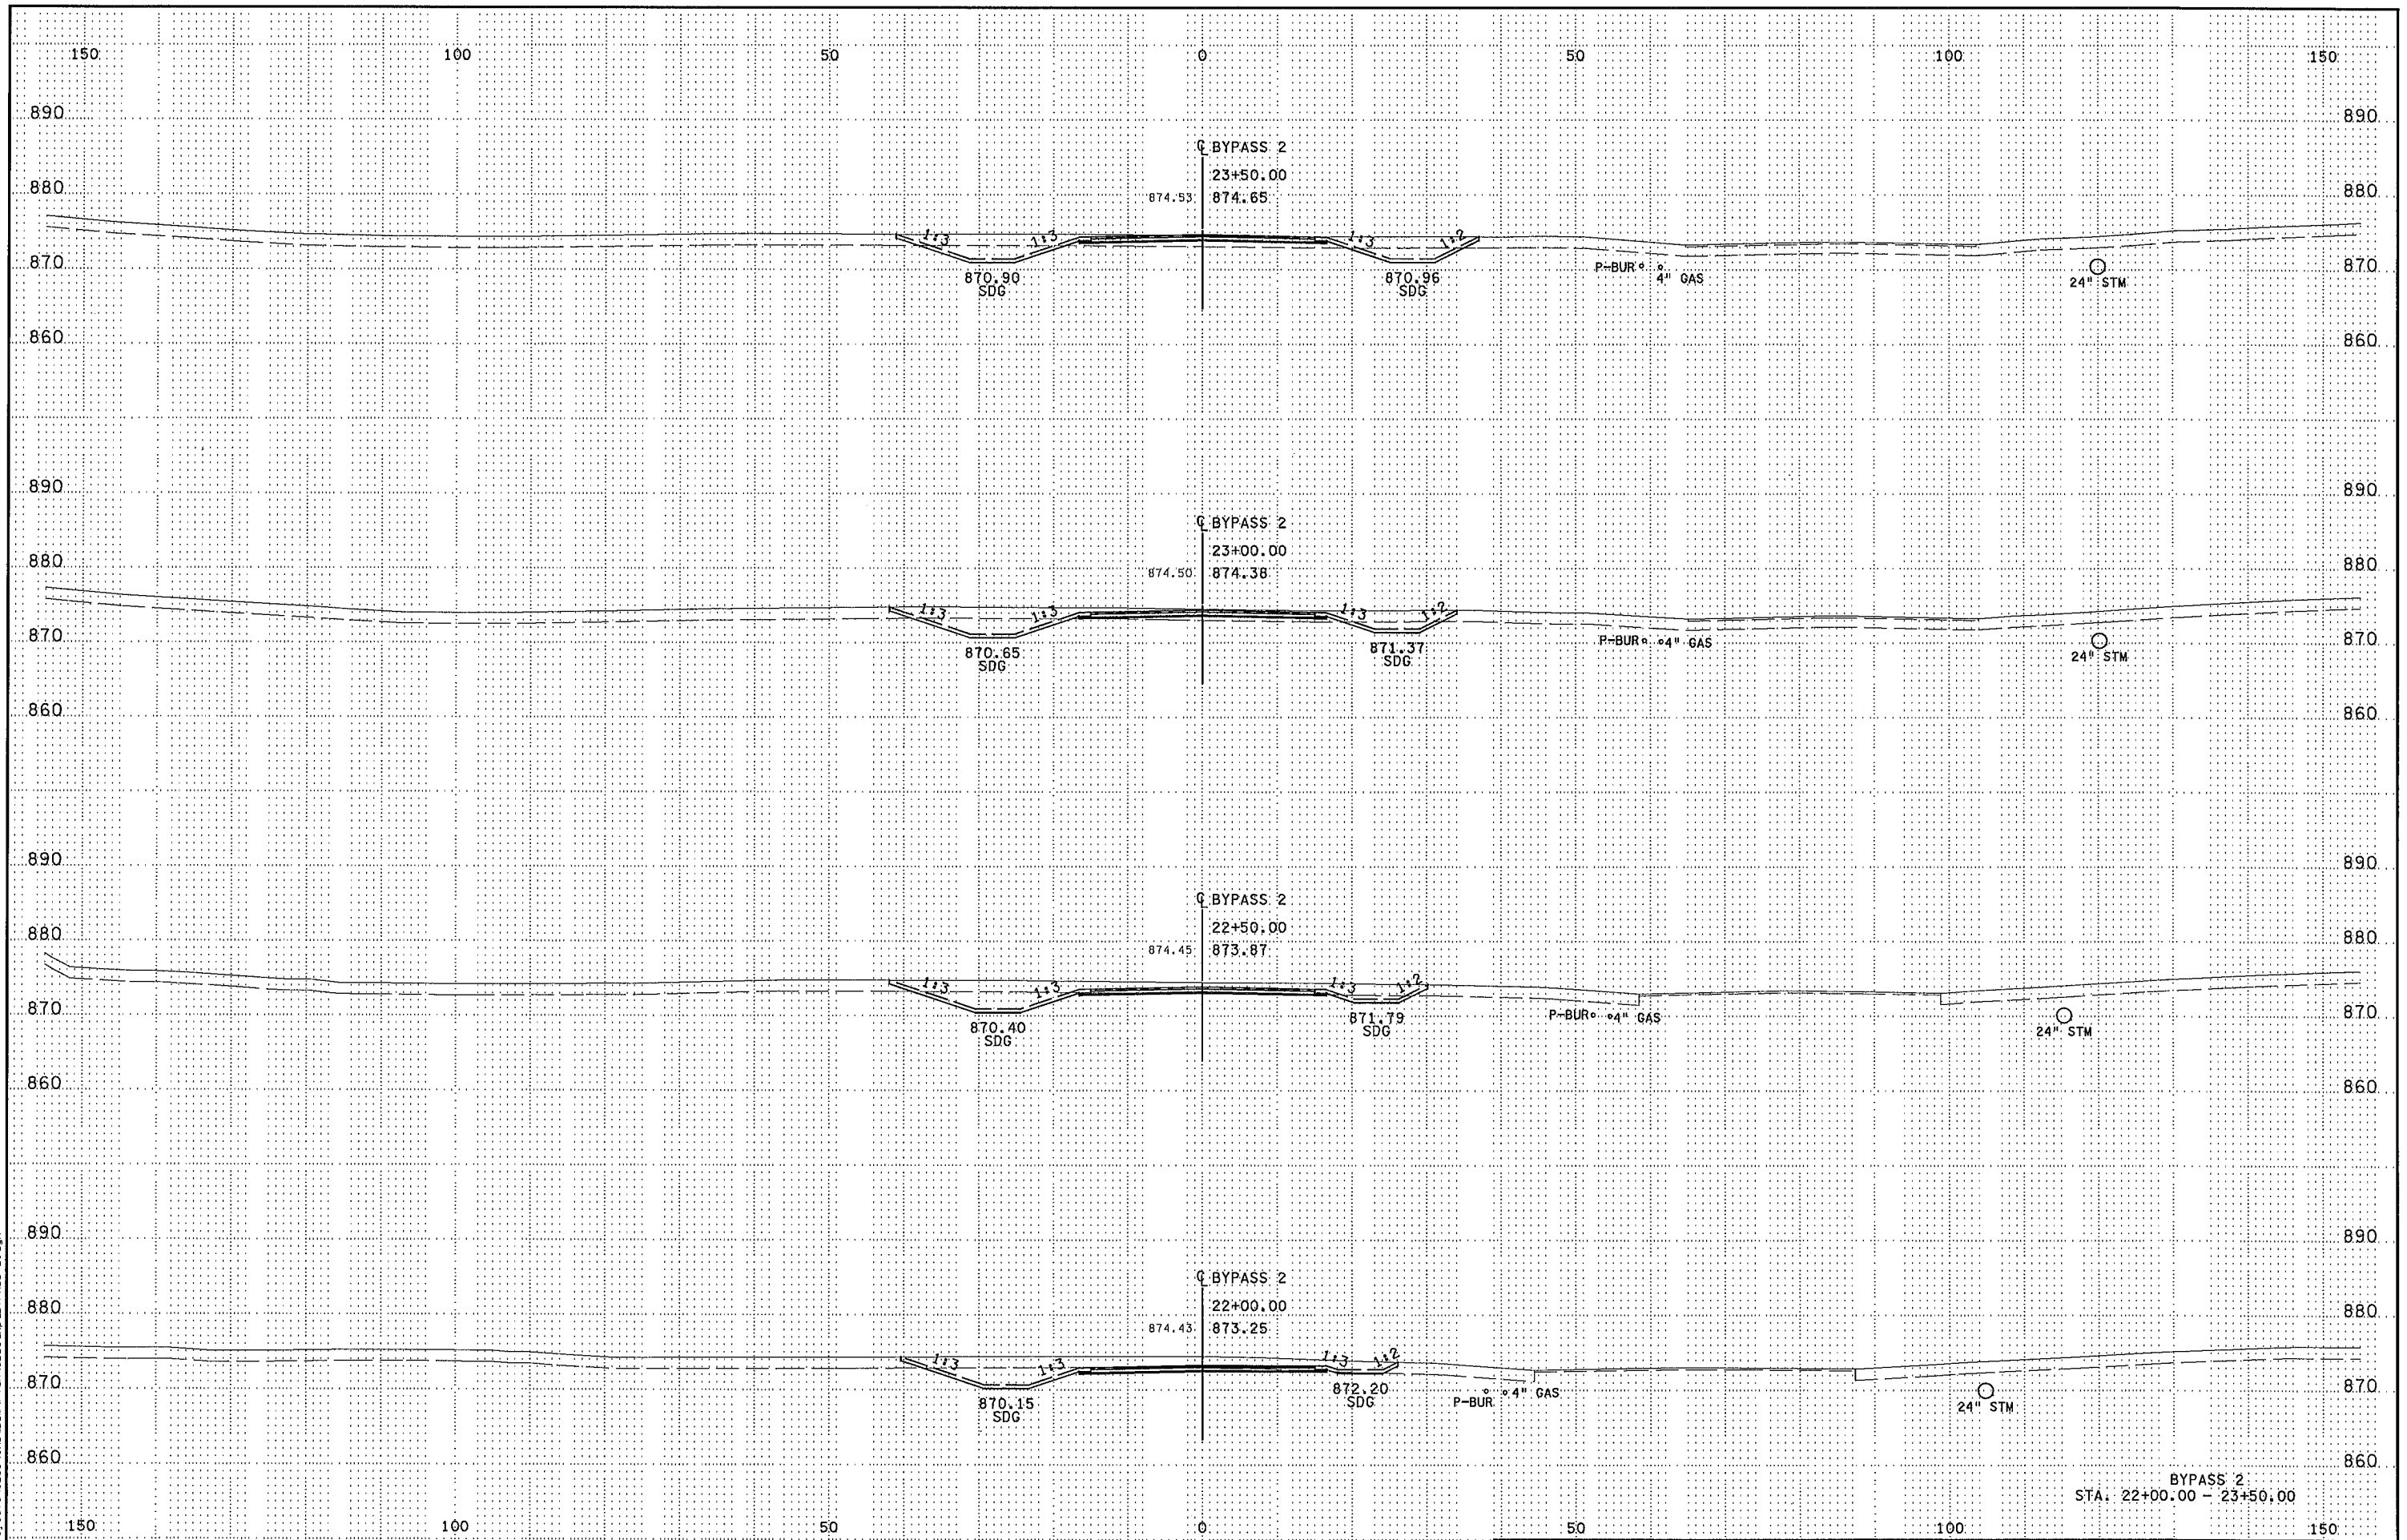 150 100 50 0 50 100 150
890 890
℄ BYPASS 2
23+50.00
880 874.53 874.65 880
1:3 1:3 1:3 1:2
870 870.90 870.96 P-BUR 4" GAS 870
SDG SDG 24" STM
860 860
890 890
℄ BYPASS 2
23+00.00
880 880
874.50 874.38
1:3 1:3 1:3 1:2
870 P-BUR 4" GAS 870
870.65 871.37 24" STM
SDG SDG
860 860
890 890
℄ BYPASS 2
22+50.00
880 874.45 873.87 880
1:3 1:3 1:3 1:2
870 871.79 P-BUR 4" GAS 870
870.40 SDG 24" STM
SDG
860 860
890 890
℄ BYPASS 2
22+00.00
880 880
874.43 873.25
1:3 1:3 1:3 1:2
870 872.20 4" GAS 870
870.15 SDG P-BUR 24" STM
SDG
860 860
BYPASS 2
STA. 22+00.00 - 23+50.00
150 100 50 0 50 100 150